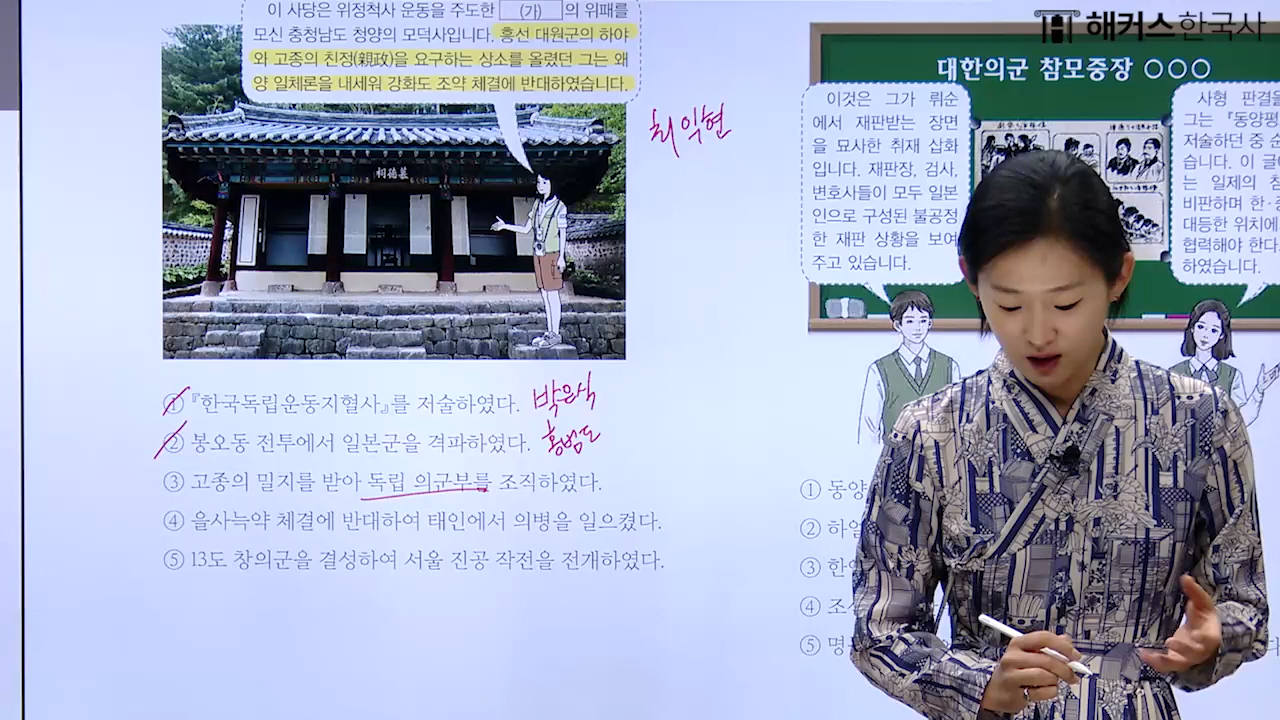 해커스한국사
이 사당은 위정척사 운동을 주도한 (가) 의 위패를
모신 충청남도 청양의 모덕사입니다. 흥선 대원군의 하야
와 고종의 친정(親政)을 요구하는 상소를 올렸던 그는 왜
양 일체론을 내세워 강화도 조약 체결에 반대하였습니다.
최익현
慕德祠
① 『한국독립운동지혈사』를 저술하였다. 박은식
② 봉오동 전투에서 일본군을 격파하였다. 홍범도
③ 고종의 밀지를 받아 독립 의군부를 조직하였다.
④ 을사늑약 체결에 반대하여 태인에서 의병을 일으켰다.
⑤ 13도 창의군을 결성하여 서울 진공 작전을 전개하였다.
대한의군 참모중장 ○○○
이것은 그가 뤼순
에서 재판받는 장면
을 묘사한 취재 삽화
입니다. 재판장, 검사,
변호사들이 모두 일본
인으로 구성된 불공정
한 재판 상황을 보여
주고 있습니다.
사형 판결을
그는 『동양평
저술하던 중 순
습니다. 이 글
는 일제의 침
비판하며 한·중
대등한 위치에
협력해야 한다
하였습니다.
① 동양
② 하얼
③ 한인
④ 조선
⑤ 명